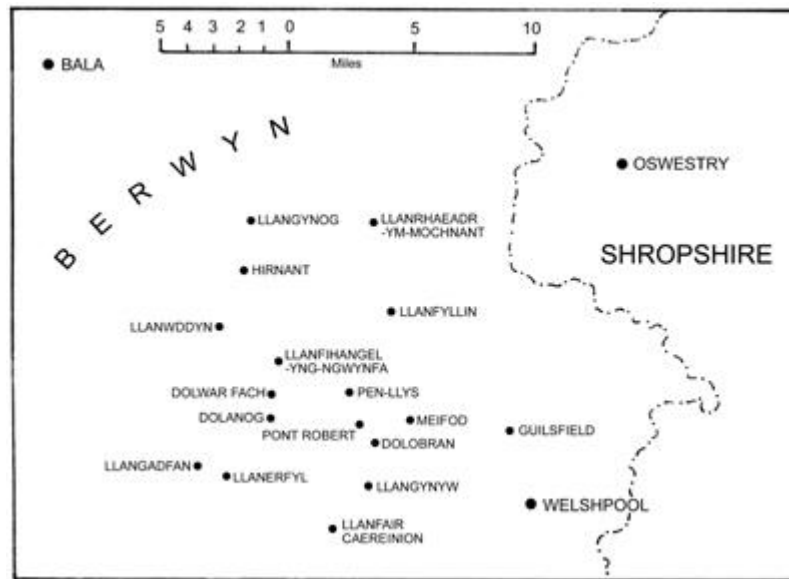 5 4 3 2 1 0 5 10
Miles
BALA
BERWYN
OSWESTRY
LLANGYNOG
LLANRHAEADR
-YM-MOCHNANT
SHROPSHIRE
HIRNANT
LLANFYLLIN
LLANWDDYN
LLANFIHANGEL
-YNG-NGWYNFA
DOLWAR FACH
PEN-LLYS
DOLANOG
PONT ROBERT
MEIFOD
GUILSFIELD
DOLOBRAN
LLANGADFAN
LLANERFYL
LLANGYNYW
WELSHPOOL
LLANFAIR
CAEREINION